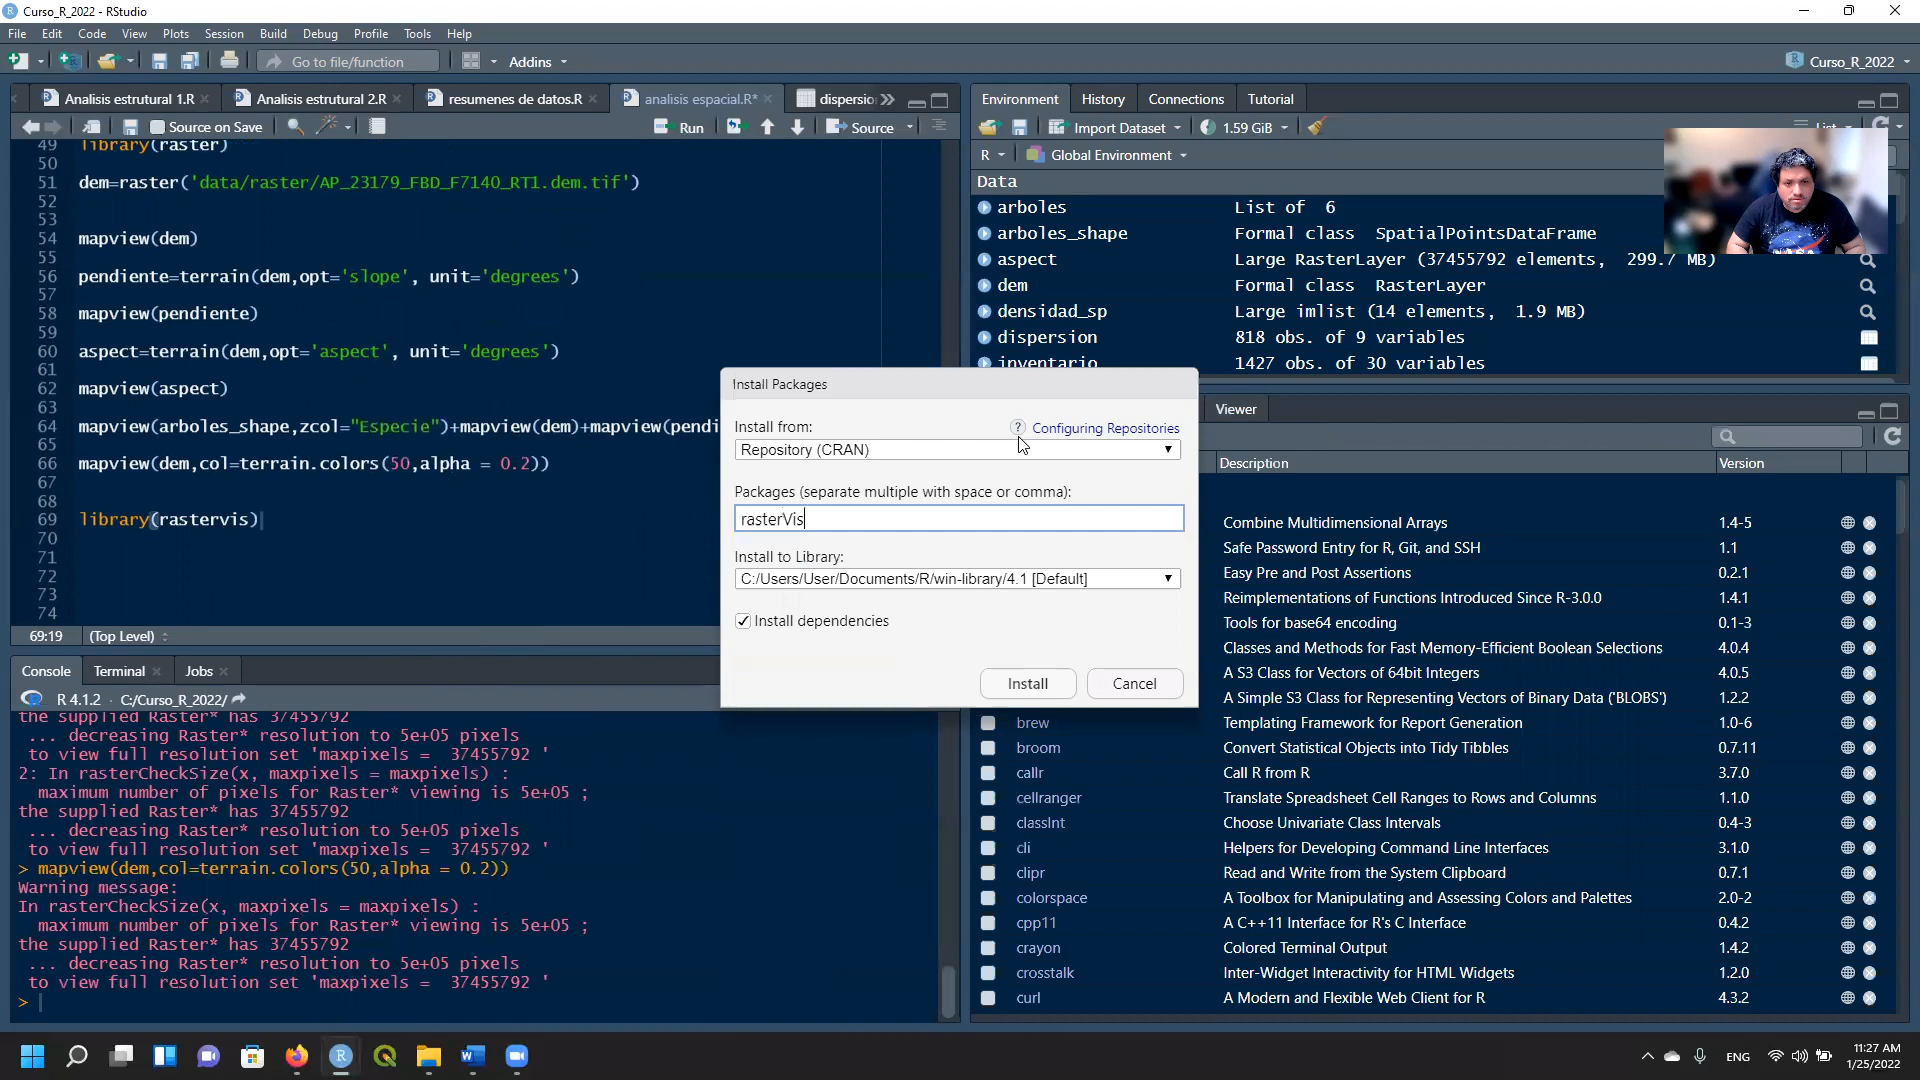 Curso_R_2022 - RStudio
File Edit Code View Plots Session Build Debug Profile Tools Help
Go to file/function
Addins
Curso_R_2022
Analisis estrutural 1.R
Analisis estrutural 2.R
resumenes de datos.R
analisis espacial.R*
dispersio
Source on Save
Run
Source
49 library(raster)
50
51 dem=raster('data/raster/AP_23179_FBD_F7140_RT1.dem.tif')
52
53
54 mapview(dem)
55
56 pendiente=terrain(dem,opt='slope', unit='degrees')
57
58 mapview(pendiente)
59
60 aspect=terrain(dem,opt='aspect', unit='degrees')
61
62 mapview(aspect)
63
64 mapview(arboles_shape,zcol="Especie")+mapview(dem)+mapview(pendi
65
66 mapview(dem,col=terrain.colors(50,alpha = 0.2))
67
68
69 library(rastervis)
70
71
72
73
74
69:19 (Top Level)
Console Terminal Jobs
R 4.1.2 · C:/Curso_R_2022/
the supplied Raster* has 37455792
... decreasing Raster* resolution to 5e+05 pixels
to view full resolution set 'maxpixels = 37455792 '
2: In rasterCheckSize(x, maxpixels = maxpixels) :
maximum number of pixels for Raster* viewing is 5e+05 ;
the supplied Raster* has 37455792
... decreasing Raster* resolution to 5e+05 pixels
to view full resolution set 'maxpixels = 37455792 '
> mapview(dem,col=terrain.colors(50,alpha = 0.2))
Warning message:
In rasterCheckSize(x, maxpixels = maxpixels) :
maximum number of pixels for Raster* viewing is 5e+05 ;
the supplied Raster* has 37455792
... decreasing Raster* resolution to 5e+05 pixels
to view full resolution set 'maxpixels = 37455792 '
>
Environment History Connections Tutorial
Import Dataset 1.59 GiB List
R Global Environment
Data
arboles List of 6
arboles_shape Formal class SpatialPointsDataFrame
aspect Large RasterLayer (37455792 elements, 299.7 MB)
dem Formal class RasterLayer
densidad_sp Large imlist (14 elements, 1.9 MB)
dispersion 818 obs. of 9 variables
inventario 1427 obs. of 30 variables
Install Packages
Install from:
? Configuring Repositories
Repository (CRAN)
Packages (separate multiple with space or comma):
rasterVis
Install to Library:
C:/Users/User/Documents/R/win-library/4.1 [Default]
Install dependencies
Install Cancel
Viewer
Description Version
Combine Multidimensional Arrays 1.4-5
Safe Password Entry for R, Git, and SSH 1.1
Easy Pre and Post Assertions 0.2.1
Reimplementations of Functions Introduced Since R-3.0.0 1.4.1
Tools for base64 encoding 0.1-3
Classes and Methods for Fast Memory-Efficient Boolean Selections 4.0.4
A S3 Class for Vectors of 64bit Integers 4.0.5
A Simple S3 Class for Representing Vectors of Binary Data ('BLOBS') 1.2.2
brew Templating Framework for Report Generation 1.0-6
broom Convert Statistical Objects into Tidy Tibbles 0.7.11
callr Call R from R 3.7.0
cellranger Translate Spreadsheet Cell Ranges to Rows and Columns 1.1.0
classInt Choose Univariate Class Intervals 0.4-3
cli Helpers for Developing Command Line Interfaces 3.1.0
clipr Read and Write from the System Clipboard 0.7.1
colorspace A Toolbox for Manipulating and Assessing Colors and Palettes 2.0-2
cpp11 A C++11 Interface for R's C Interface 0.4.2
crayon Colored Terminal Output 1.4.2
crosstalk Inter-Widget Interactivity for HTML Widgets 1.2.0
curl A Modern and Flexible Web Client for R 4.3.2
ENG
11:27 AM
1/25/2022